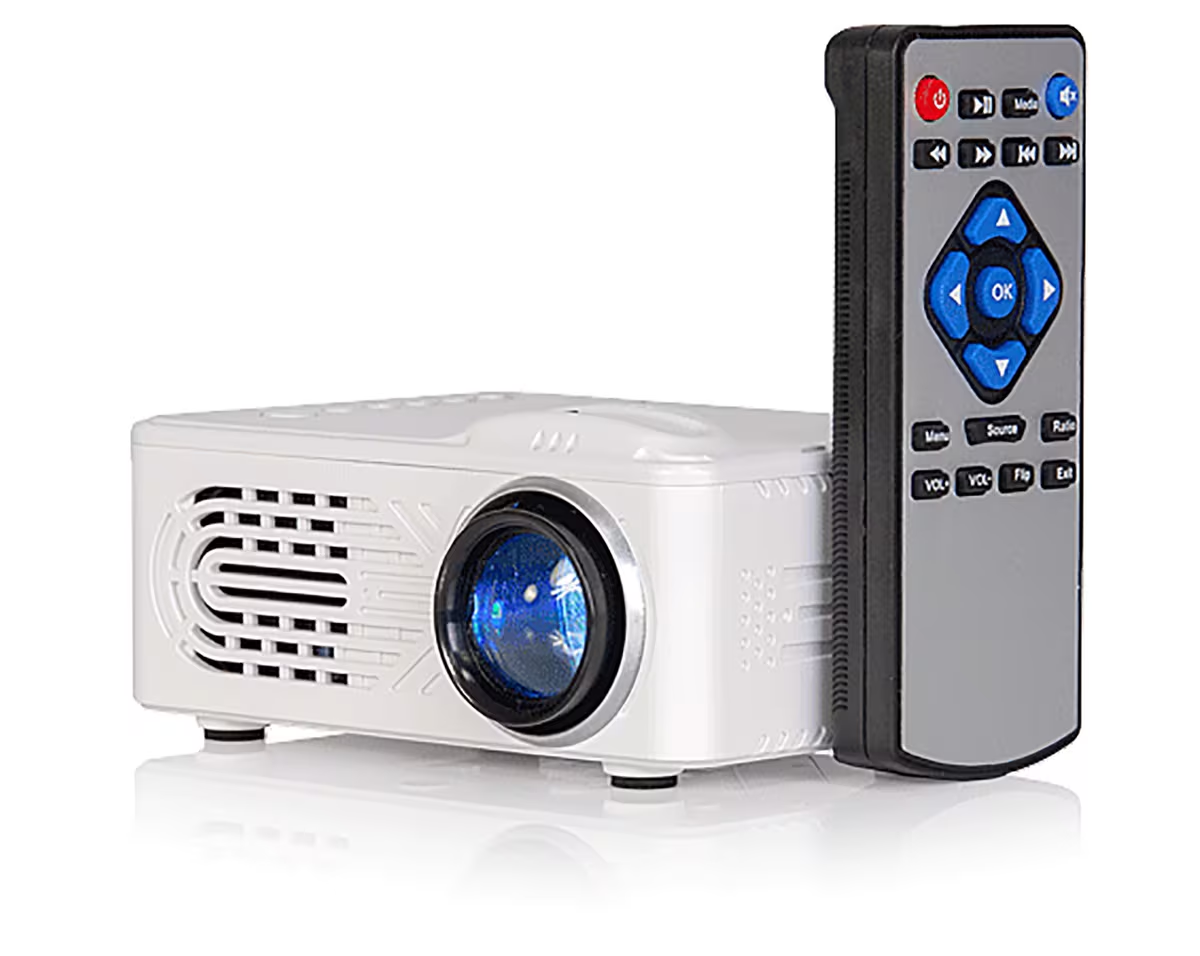 Media
OK
Menu Source Ratio
VOL+ VOL- Flip Exit